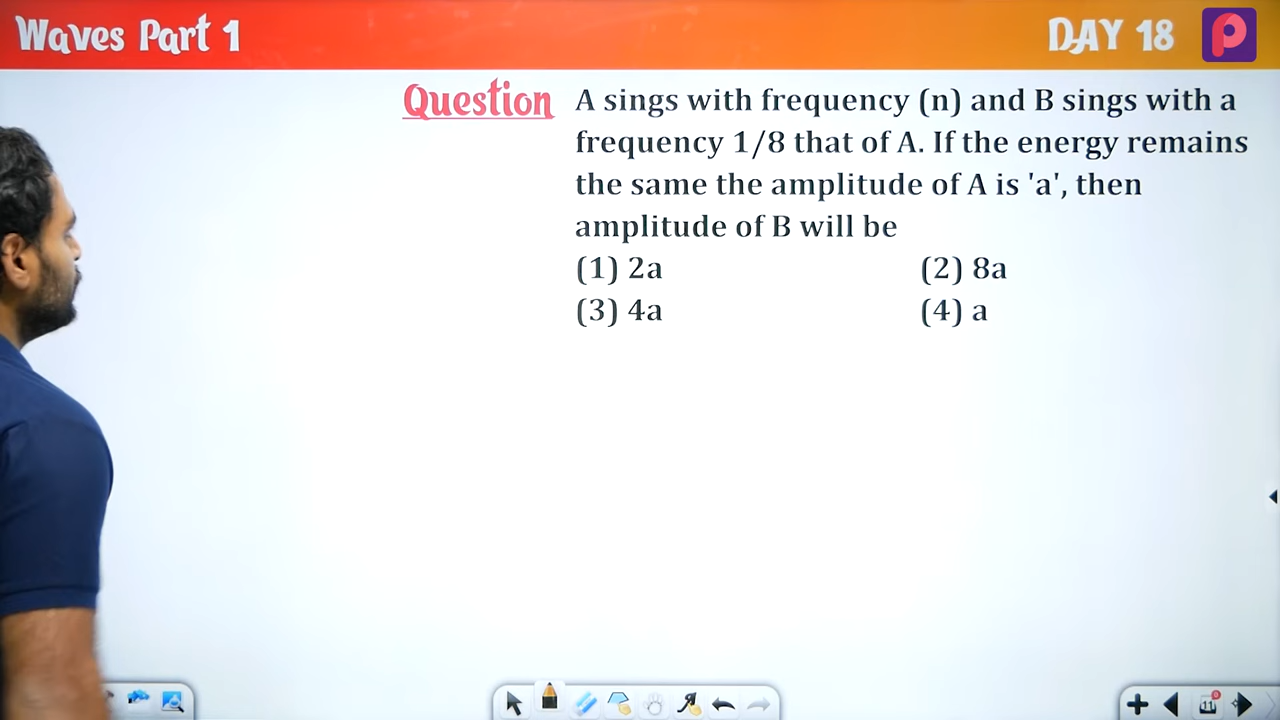 Waves Part 1
DAY 18
Question
A sings with frequency (n) and B sings with a
frequency 1/8 that of A. If the energy remains
the same the amplitude of A is 'a', then
amplitude of B will be
(1) 2a (2) 8a
(3) 4a (4) a
11